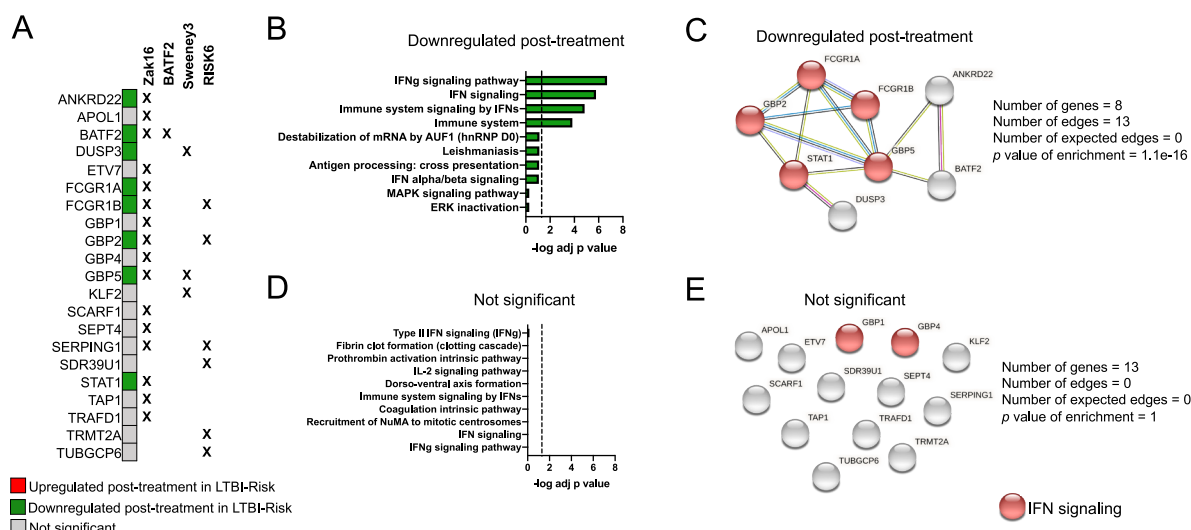 A
Zak16
BATF2
Sweeney3
RISK6
ANKRD22 X
APOL1 X
BATF2 X X
DUSP3 X
ETV7 X
FCGR1A X
FCGR1B X X
GBP1 X
GBP2 X X
GBP4 X
GBP5 X X
KLF2 X
SCARF1 X
SEPT4 X
SERPING1 X X
SDR39U1 X
STAT1 X
TAP1 X
TRAFD1 X
TRMT2A X
TUBGCP6 X
Upregulated post-treatment in LTBI-Risk
Downregulated post-treatment in LTBI-Risk
Not significant
B
Downregulated post-treatment
IFNg signaling pathway
IFN signaling
Immune system signaling by IFNs
Immune system
Destabilization of mRNA by AUF1 (hnRNP D0)
Leishmaniasis
Antigen processing: cross presentation
IFN alpha/beta signaling
MAPK signaling pathway
ERK inactivation
0 2 4 6 8
-log adj p value
C
Downregulated post-treatment
FCGR1A
ANKRD22
FCGR1B
GBP2
GBP5
STAT1
BATF2
DUSP3
Number of genes = 8
Number of edges = 13
Number of expected edges = 0
p value of enrichment = 1.1e-16
D
Not significant
Type II IFN signaling (IFNg)
Fibrin clot formation (clotting cascade)
Prothrombin activation intrinsic pathway
IL-2 signaling pathway
Dorso-ventral axis formation
Immune system signaling by IFNs
Coagulation intrinsic pathway
Recruitment of NuMA to mitotic centrosomes
IFN signaling
IFNg signaling pathway
0 2 4 6 8
-log adj p value
E
Not significant
APOL1
GBP1
GBP4
ETV7
KLF2
SDR39U1
SEPT4
SCARF1
SERPING1
TAP1
TRAFD1
TRMT2A
TUBGCP6
Number of genes = 13
Number of edges = 0
Number of expected edges = 0
p value of enrichment = 1
IFN signaling